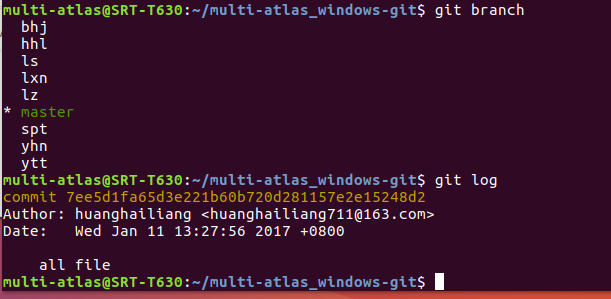 multi-atlas@SRT-T630:~/multi-atlas_windows-git$ git branch
bhj
hhl
ls
lxn
lz
* master
spt
yhn
ytt
multi-atlas@SRT-T630:~/multi-atlas_windows-git$ git log
commit 7ee5d1fa65d3e221b60b720d281157e2e15248d2
Author: huanghailiang <huanghailiang711@163.com>
Date:   Wed Jan 11 13:27:56 2017 +0800
all file
multi-atlas@SRT-T630:~/multi-atlas_windows-git$